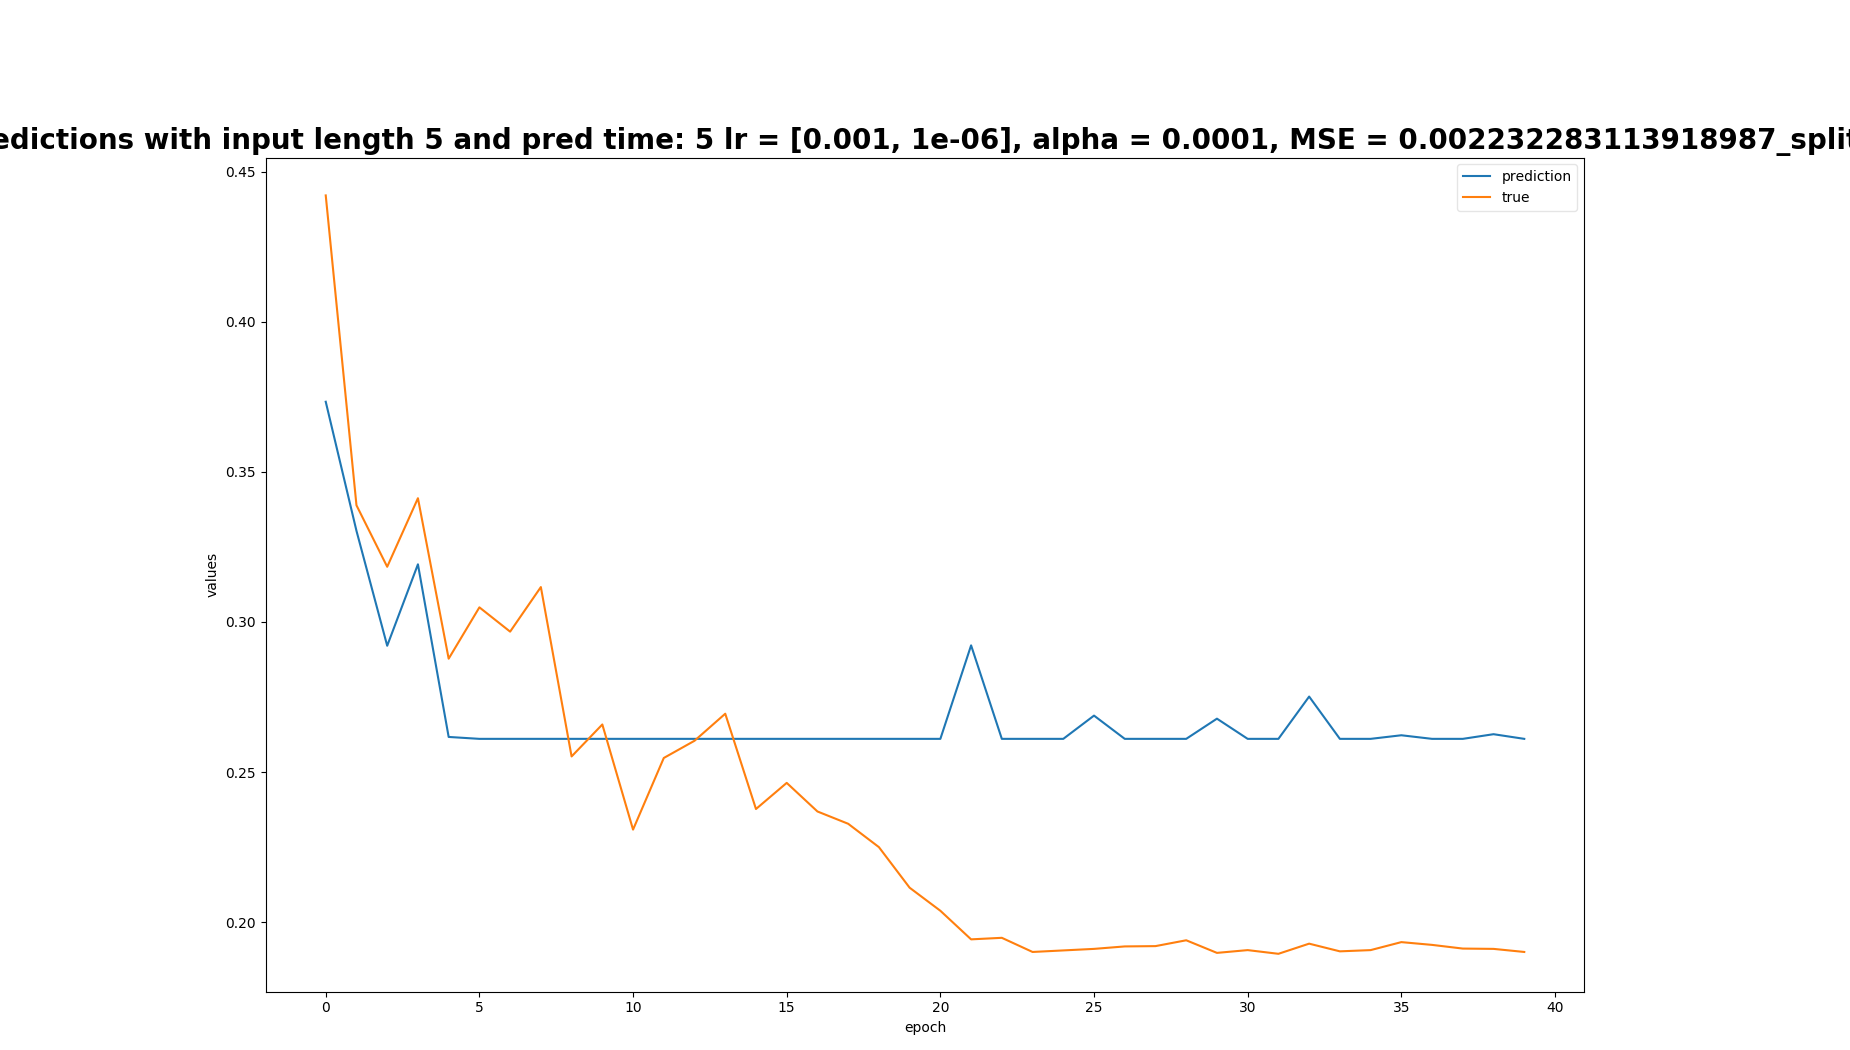 edictions with input length 5 and pred time: 5 lr = [0.001, 1e-06], alpha = 0.0001, MSE = 0.002232283113918987_split
prediction
true
0.45
0.40
0.35
0.30
0.25
0.20
values
0 5 10 15 20 25 30 35 40
epoch